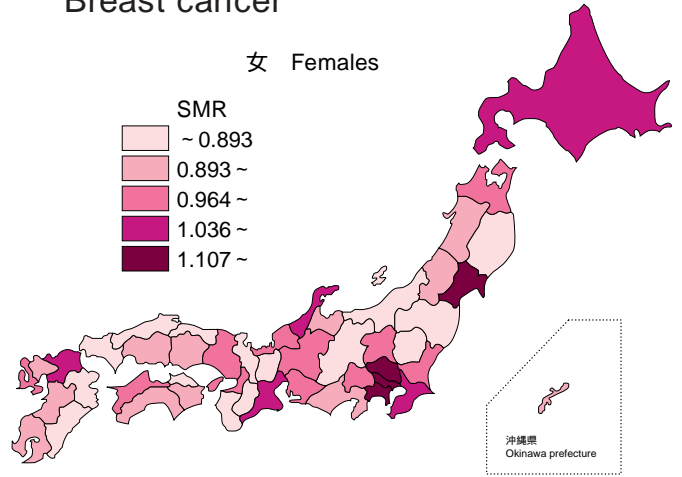 Breast cancer
女 Females
SMR
~ 0.893
0.893 ~
0.964 ~
1.036 ~
1.107 ~
沖縄県
Okinawa prefecture